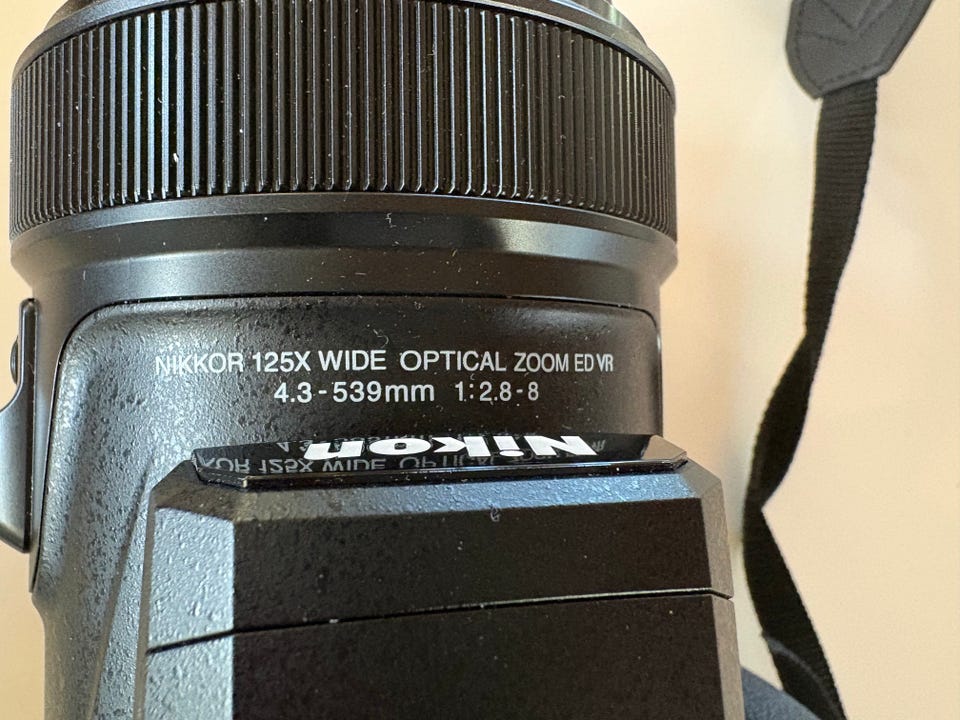 NIKKOR 125X WIDE OPTICAL ZOOM ED VR
4.3-539mm 1:2.8-8
Nikon